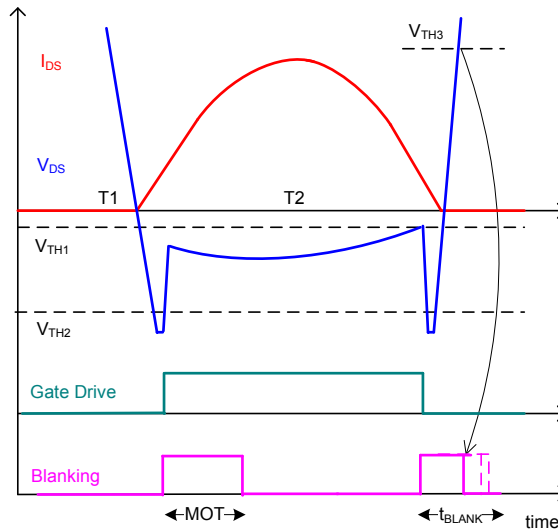 V_TH3
I_DS
V_DS
T1
T2
V_TH1
V_TH2
Gate Drive
Blanking
MOT
t_BLANK
time